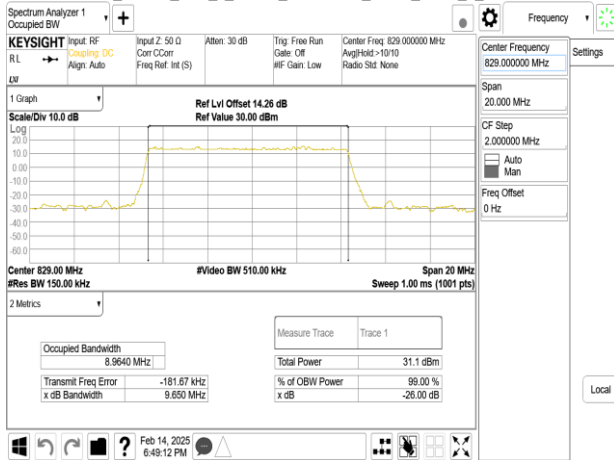 Spectrum Analyzer 1
Occupied BW
+
Frequency
KEYSIGHT
RL
LXI
Input: RF
Coupling: DC
Align: Auto
Input Z: 50 Ω
Corr CCorr
Freq Ref: Int (S)
Atten: 30 dB
Trig: Free Run
Gate: Off
#IF Gain: Low
Center Freq: 829.000000 MHz
Avg|Hold:>10/10
Radio Std: None
Center Frequency
829.000000 MHz
Settings
Span
20.000 MHz
CF Step
2.000000 MHz
Auto
Man
Freq Offset
0 Hz
Local
1 Graph
Scale/Div 10.0 dB
Ref Lvl Offset 14.26 dB
Ref Value 30.00 dBm
Log
20.0
10.0
0.00
-10.0
-20.0
-30.0
-40.0
-50.0
-60.0
Center 829.00 MHz
#Video BW 510.00 kHz
Span 20 MHz
#Res BW 150.00 kHz
Sweep 1.00 ms (1001 pts)
2 Metrics
Measure Trace
Trace 1
Occupied Bandwidth
8.9640 MHz
Total Power
31.1 dBm
Transmit Freq Error
-181.67 kHz
% of OBW Power
99.00 %
x dB Bandwidth
9.650 MHz
x dB
-26.00 dB
?
Feb 14, 2025
6:49:12 PM